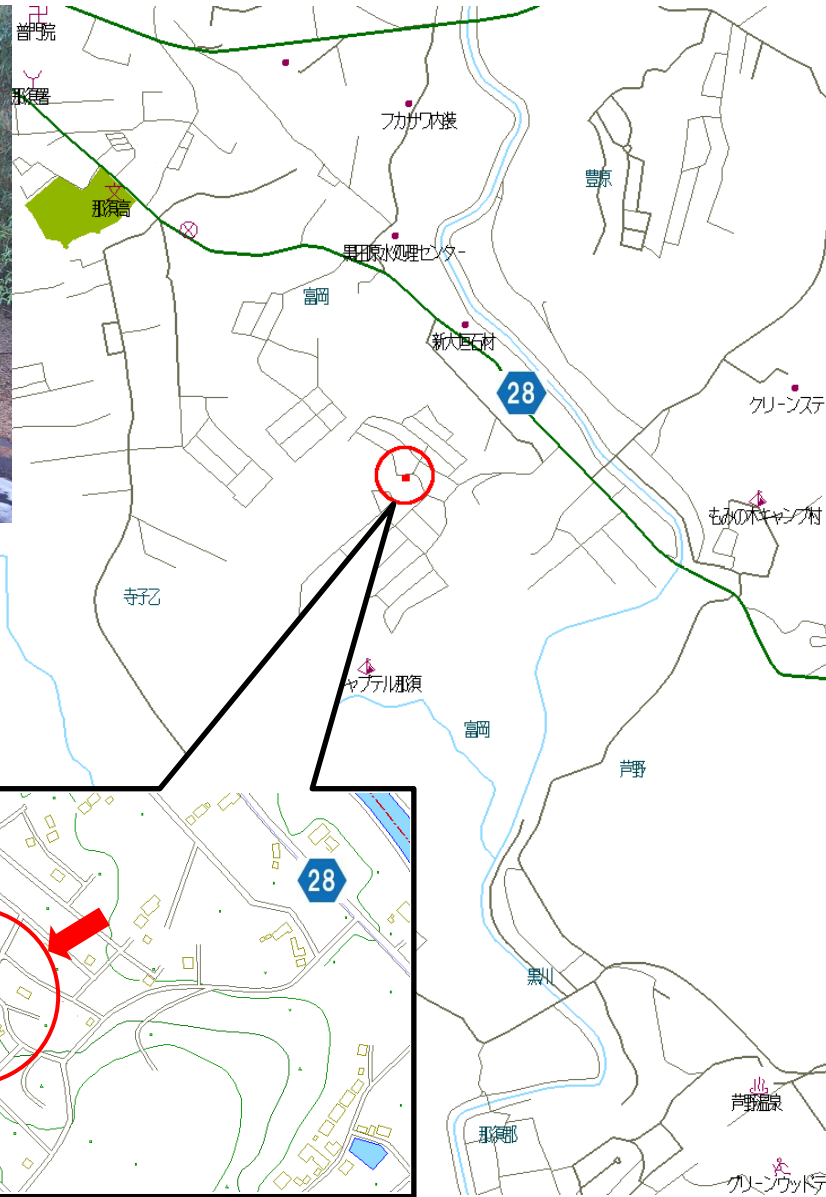 普門院
那須署
フカサワ内装
豊原
那須高
黒田原水処理センター
富岡
新大垣石材
28
クリーンステ
もみの木キャンプ村
寺子乙
ャプテル那須
富岡
芦野
28
黒川
芦野温泉
那須郡
グリーンウッドテ